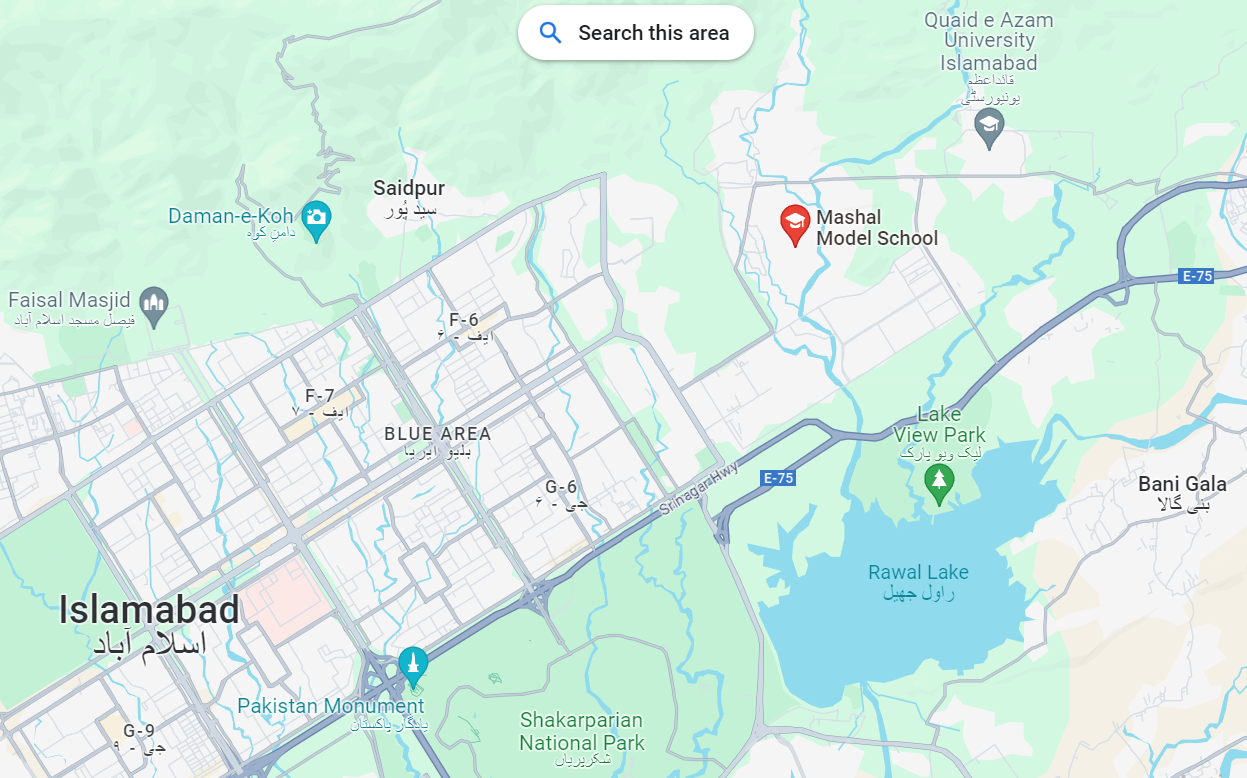 Search this area
Quaid e Azam
University
Islamabad
قائداعظم
یونیورسٹی
Saidpur
سید پُور
Daman-e-Koh
دامنِ کوہ
Mashal
Model School
E-75
Faisal Masjid
فیصل مسجد اسلام آباد
F-6
ایف - ۶
F-7
ایف - ۷
BLUE AREA
بلیو ایریا
Lake
View Park
لیک ویو پارک
E-75
Srinagar Hwy
G-6
جی - ۶
Bani Gala
بنی گالا
Rawal Lake
راول جھیل
Islamabad
اسلام آباد
Pakistan Monument
یادگار پاکستان
Shakarparian
National Park
شکرپڑیاں
G-9
جی - ۹